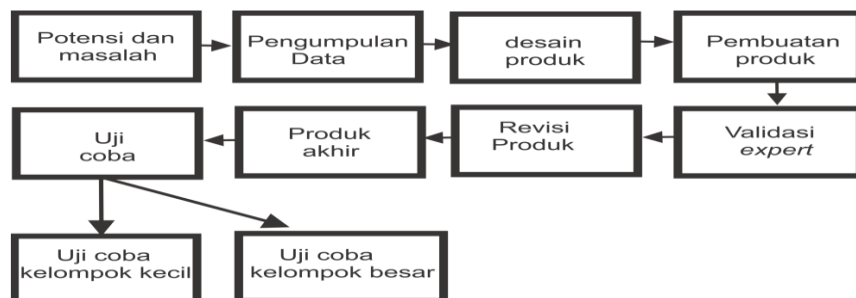 Potensi dan
masalah
Pengumpulan
Data
desain
produk
Pembuatan
produk
Uji
coba
Produk
akhir
Revisi
Produk
Validasi
expert
Uji coba
kelompok kecil
Uji coba
kelompok besar